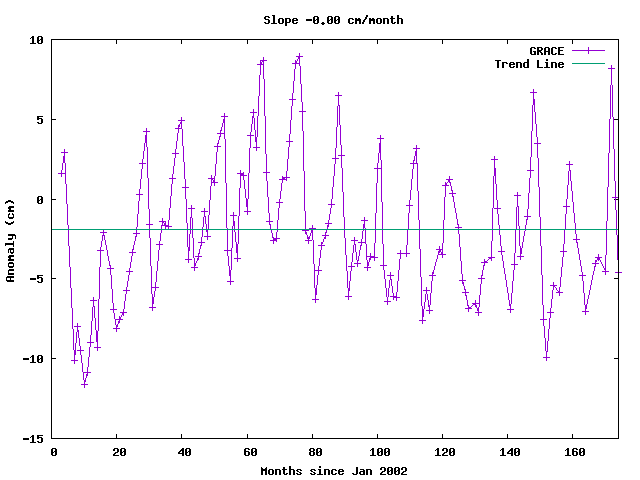 Slope -0.00 cm/month
GRACE
Trend Line
10
5
0
-5
-10
-15
Anomaly (cm)
0 20 40 60 80 100 120 140 160
Months since Jan 2002